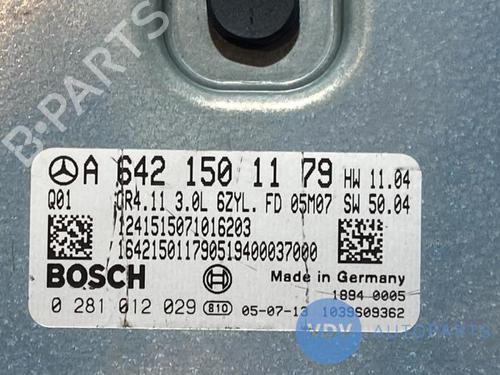 B-PARTS
A 642 150 11 79 HW 11.04
Q01 CR4.11 3.0L 6ZYL. FD 05M07 SW 50.04
1241515071016203
164215011790519400037000
BOSCH Made in Germany
1894 0005
0 281 012 029 810 05-07-13 1039S09362
VDV AUTOPARTS